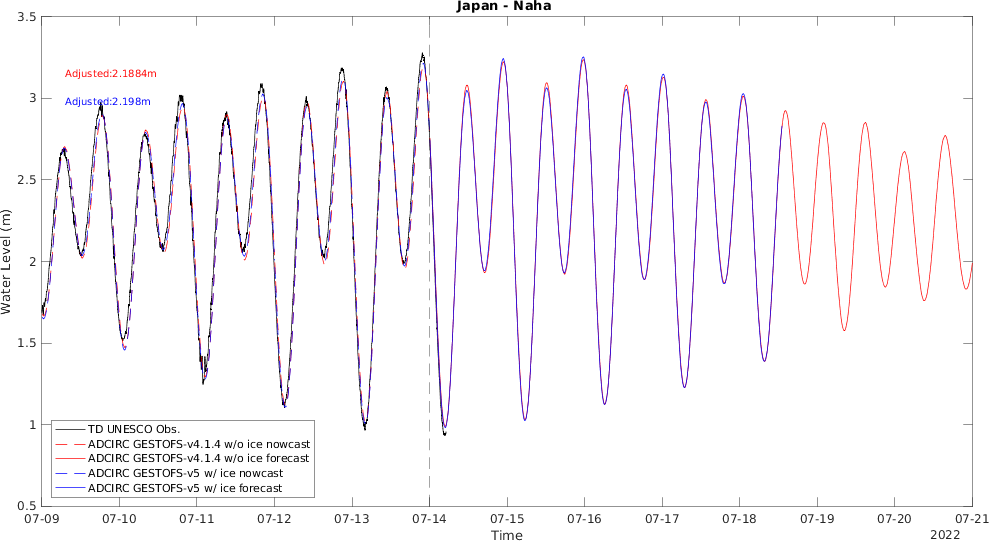 Japan - Naha
3.5
3
2.5
2
1.5
1
0.5
Water Level (m)
Adjusted:2.1884m
Adjusted:2.198m
TD UNESCO Obs.
ADCIRC GESTOFS-v4.1.4 w/o ice nowcast
ADCIRC GESTOFS-v4.1.4 w/o ice forecast
ADCIRC GESTOFS-v5 w/ ice nowcast
ADCIRC GESTOFS-v5 w/ ice forecast
07-09 07-10 07-11 07-12 07-13 07-14 07-15 07-16 07-17 07-18 07-19 07-20 07-21
Time
2022